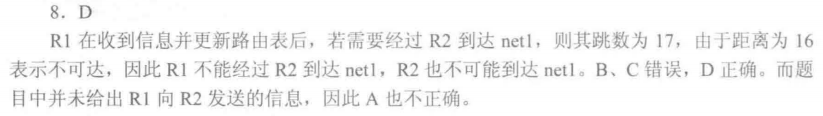 8．D
R1 在收到信息并更新路由表后，若需要经过 R2 到达 net1，则其跳数为 17，由于距离为 16
表示不可达，因此 R1 不能经过 R2 到达 net1，R2 也不可能到达 net1。B、C 错误，D 正确。而题
目中并未给出 R1 向 R2 发送的信息，因此 A 也不正确。